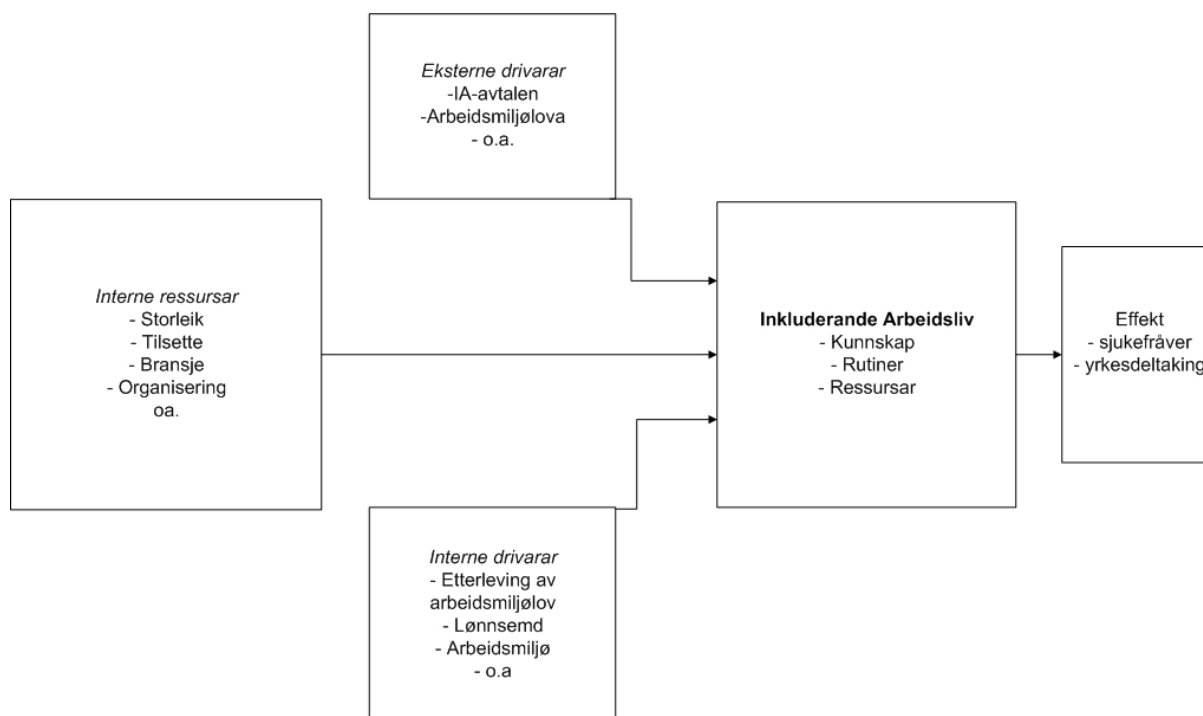 Eksterne drivarar
-IA-avtalen
-Arbeidsmiljølova
- o.a.
Interne ressursar
- Storleik
- Tilsette
- Bransje
- Organisering
oa.
Inkluderande Arbeidsliv
- Kunnskap
- Rutiner
- Ressursar
Effekt
- sjukefråver
- yrkesdeltaking
Interne drivarar
- Etterleving av
arbeidsmiljølov
- Lønnsemd
- Arbeidsmiljø
- o.a